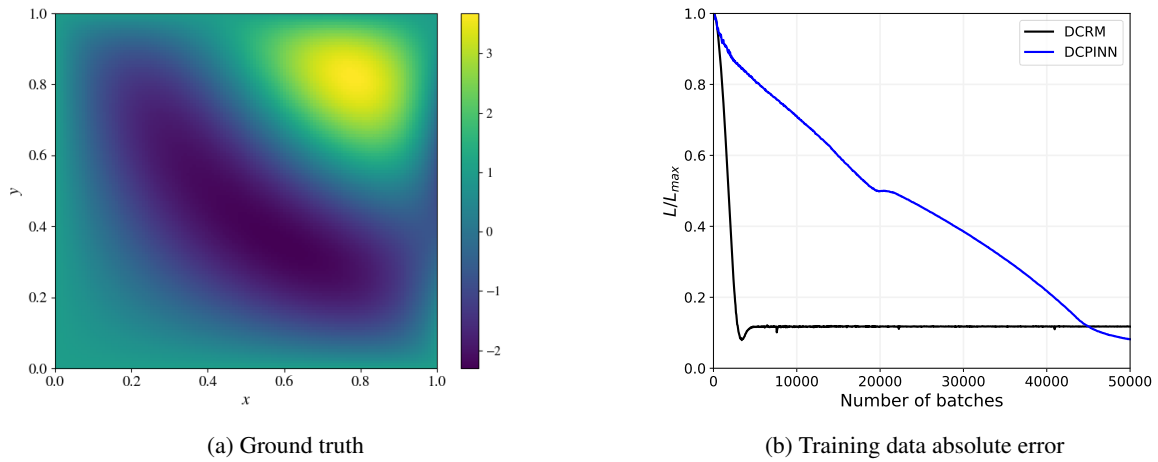 1.0
0.8
0.6
0.4
0.2
0.0
y
0.0 0.2 0.4 0.6 0.8 1.0
x
3
2
1
0
−1
−2
(a) Ground truth
1.0
0.8
0.6
0.4
0.2
0.0
L/Lmax
DCRM
DCPINN
0 10000 20000 30000 40000 50000
Number of batches
(b) Training data absolute error